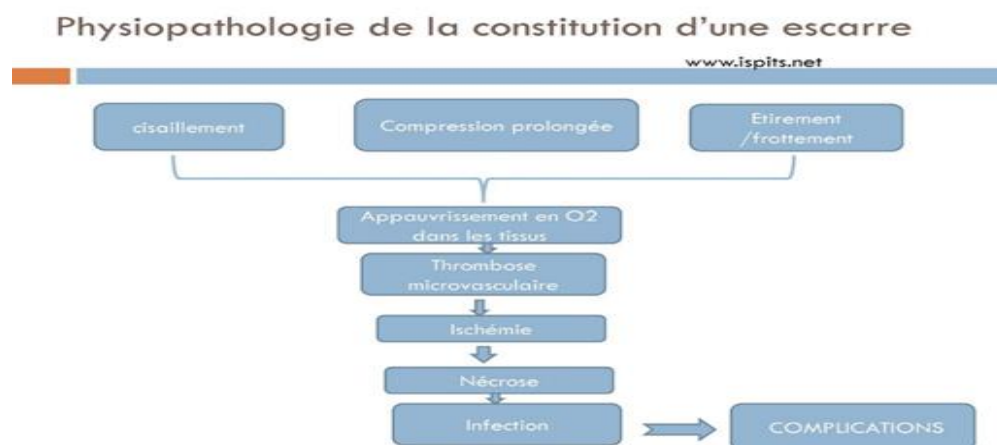 Physiopathologie de la constitution d'une escarre
www.ispits.net
cisaillement
Compression prolongée
Etirement
/frottement
Appauvrissement en O2
dans les tissus
Thrombose
microvasculaire
Ischémie
Nécrose
Infection
COMPLICATIONS